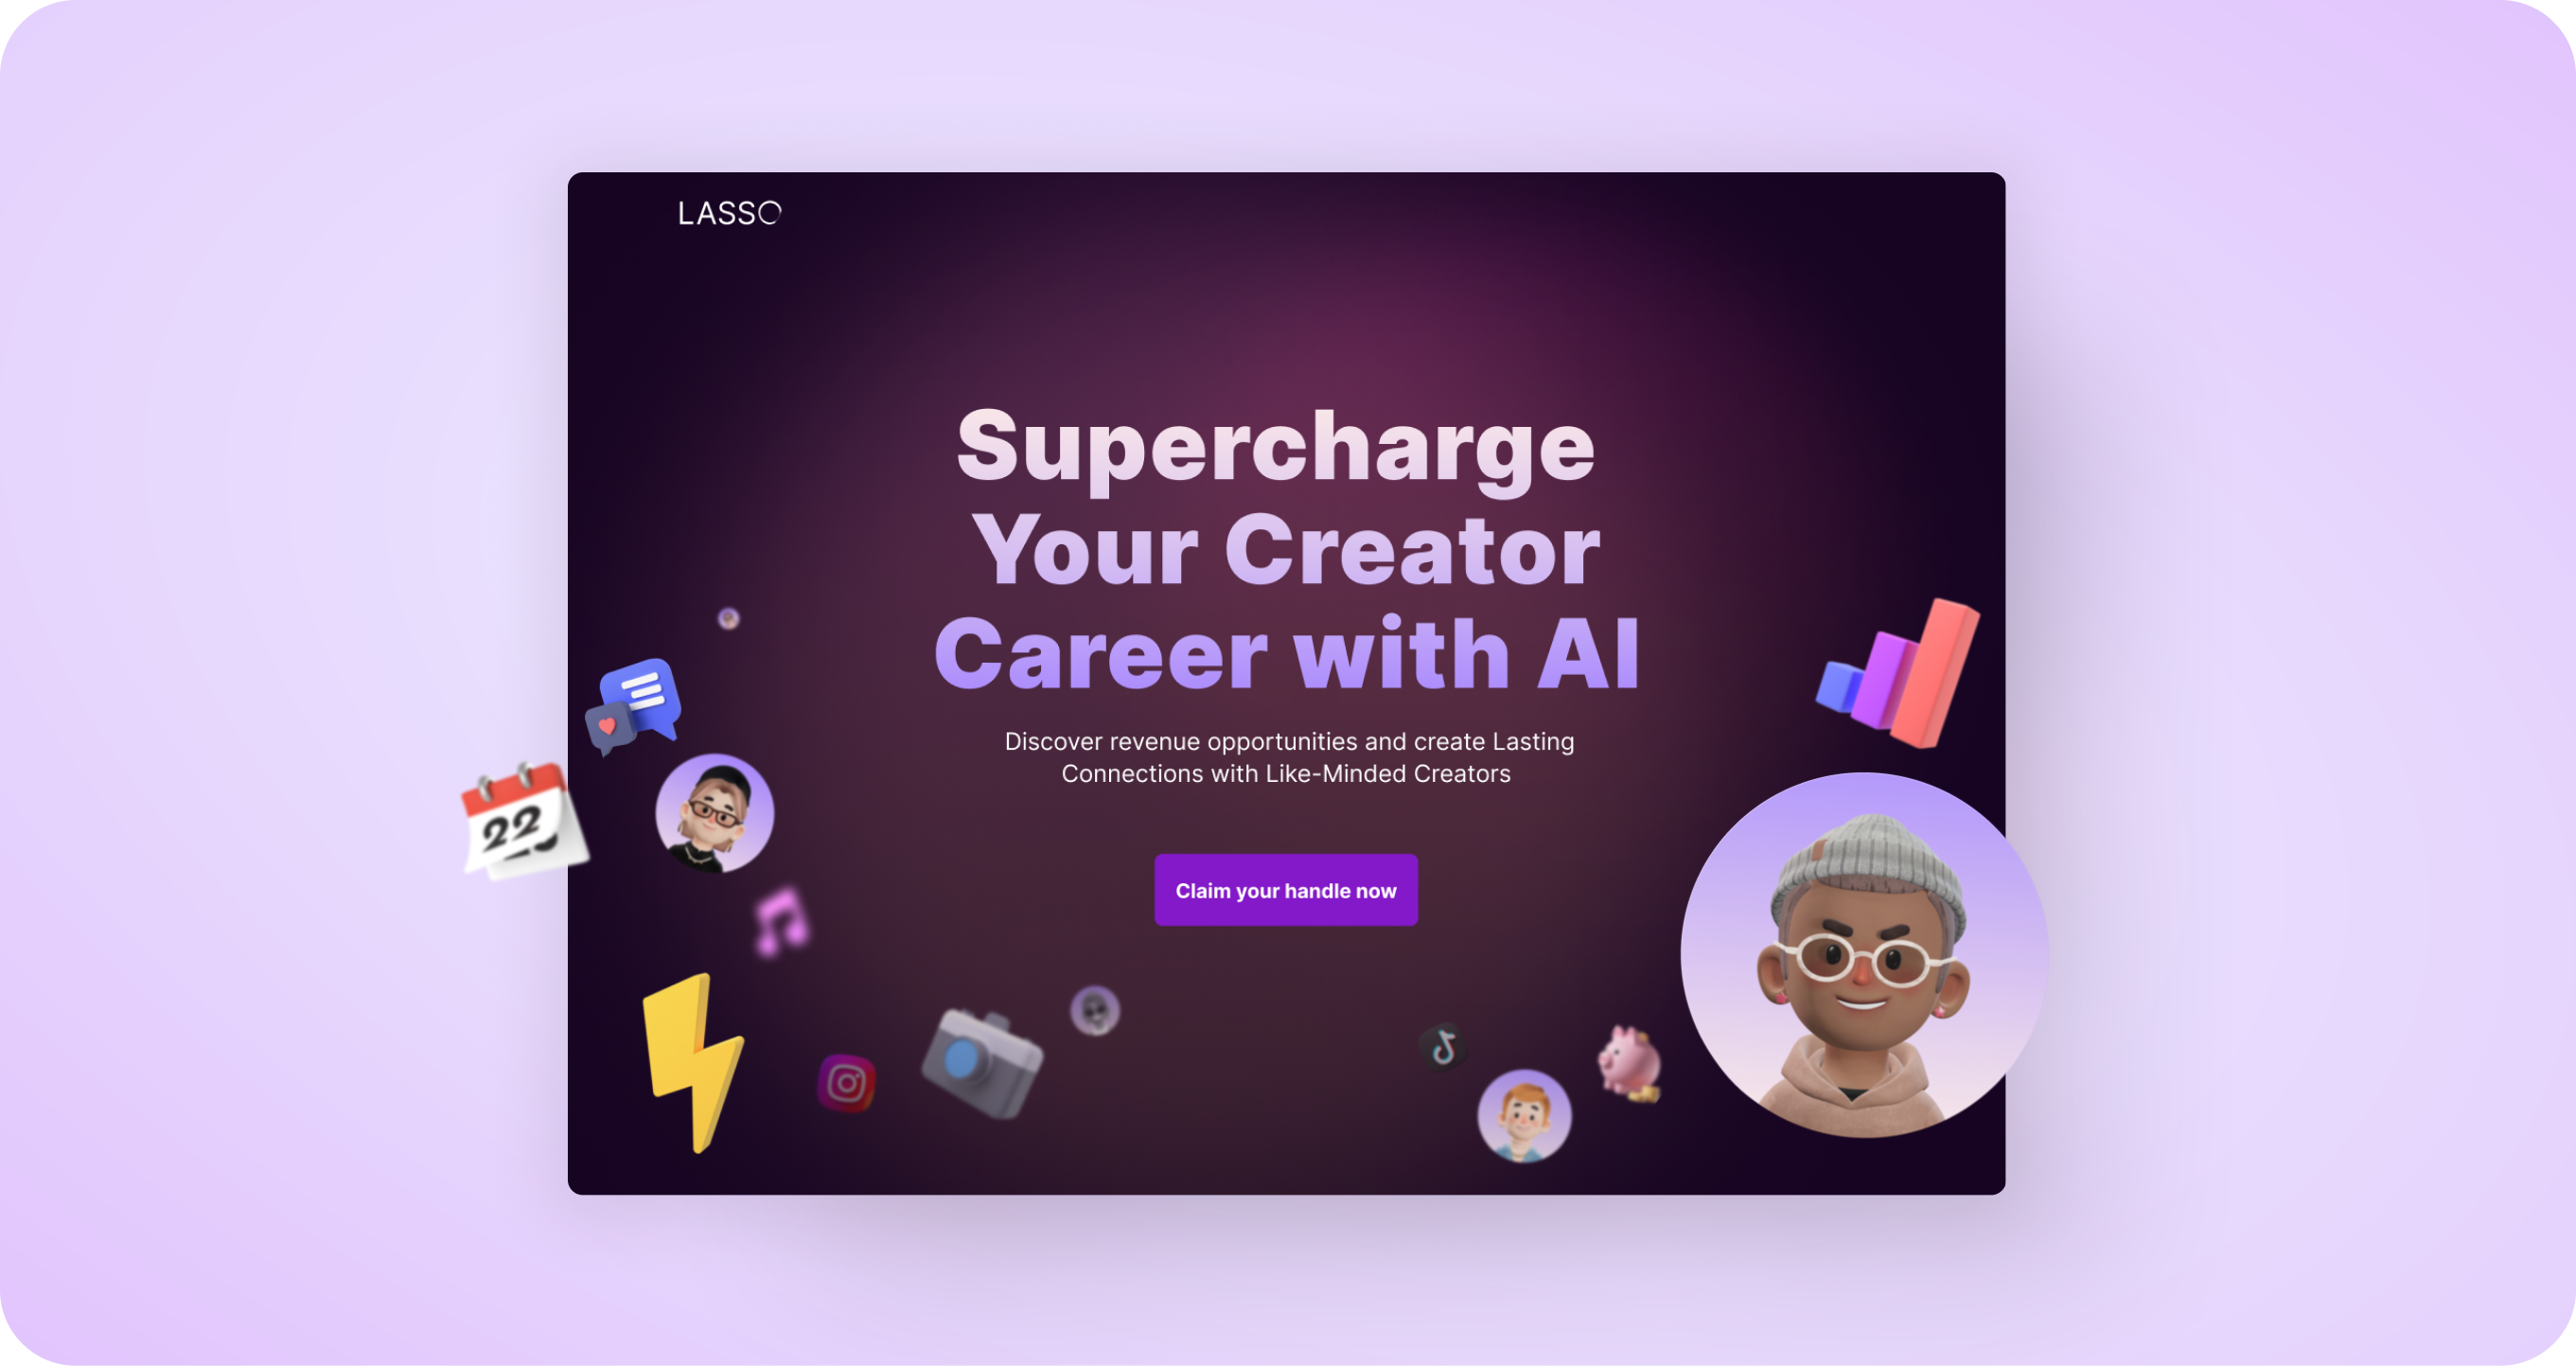 LASSO
Supercharge
Your Creator
Career with AI
Discover revenue opportunities and create Lasting
Connections with Like-Minded Creators
22
Claim your handle now